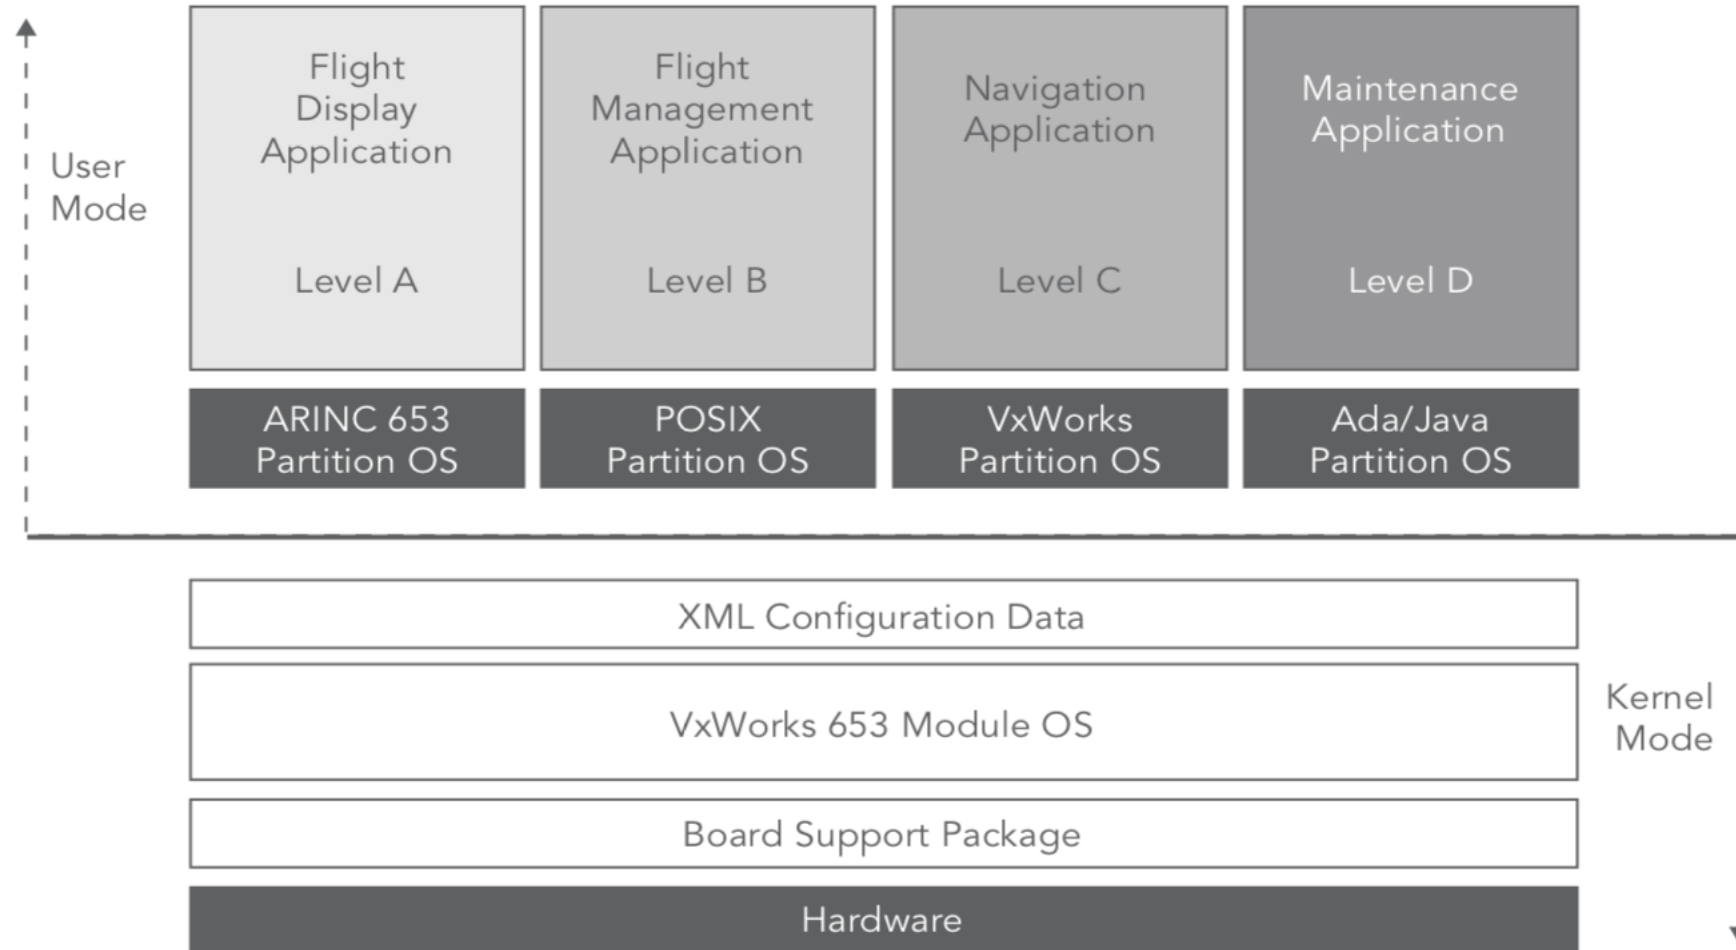 Flight
Display
Application
Level A
Flight
Management
Application
Level B
Navigation
Application
Level C
Maintenance
Application
Level D
User
Mode
ARINC 653
Partition OS
POSIX
Partition OS
VxWorks
Partition OS
Ada/Java
Partition OS
XML Configuration Data
VxWorks 653 Module OS
Kernel
Mode
Board Support Package
Hardware